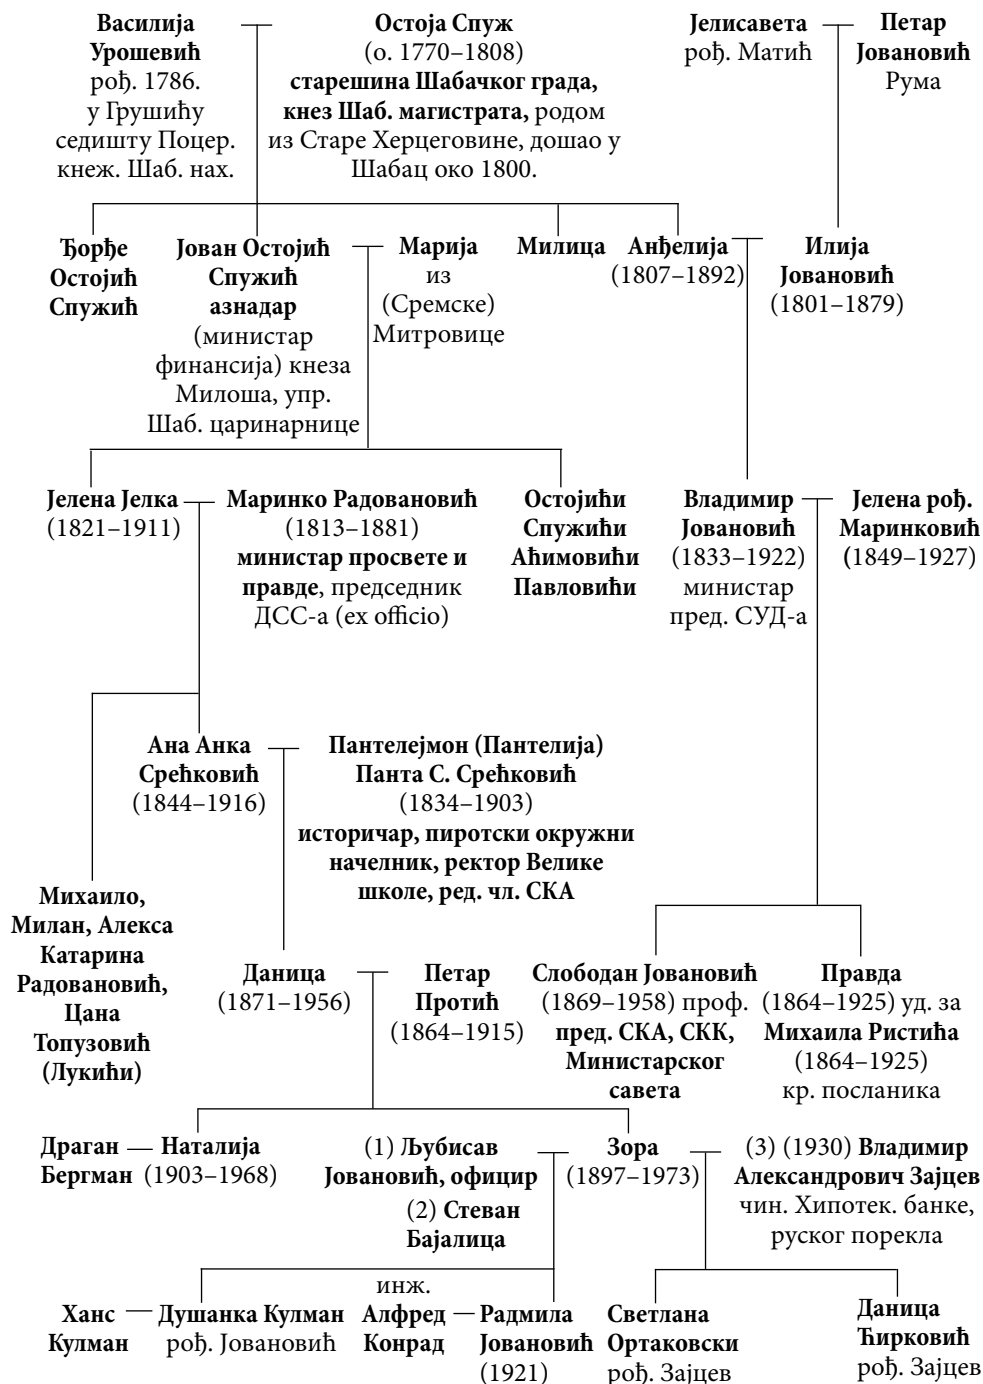 Василија
Урошевић
рођ. 1786.
у Грушићу
седишту Поцер.
кнеж. Шаб. нах.
Остоја Спуж
(о. 1770–1808)
старешина Шабачког града,
кнез Шаб. магистрата, родом
из Старе Херцеговине, дошао у
Шабац око 1800.
Јелисавета
рођ. Матић
Петар
Јовановић
Рума
Ђорђе
Остојић
Спужић
Јован Остојић
Спужић
азнадар
(министар
финансија) кнеза
Милоша, упр.
Шаб. царинарнице
Марија
из
(Сремске)
Митровице
Милица
Анђелија
(1807–1892)
Илија
Јовановић
(1801–1879)
Јелена Јелка
(1821–1911)
Маринко Радовановић
(1813–1881)
министар просвете и
правде, председник
ДСС-а (ex officio)
Остојићи
Спужићи
Аћимовићи
Павловићи
Владимир
Јовановић
(1833–1922)
министар
пред. СУД-а
Јелена рођ.
Маринковић
(1849–1927)
Ана Анка
Срећковић
(1844–1916)
Пантелејмон (Пантелија)
Панта С. Срећковић
(1834–1903)
историчар, пиротски окружни
начелник, ректор Велике
школе, ред. чл. СКА
Михаило,
Милан, Алекса
Катарина
Радовановић,
Цана
Топузовић
(Лукићи)
Даница
(1871–1956)
Петар
Протић
(1864–1915)
Слободан Јовановић
(1869–1958) проф.
пред. СКА, СКК,
Министарског
савета
Правда
(1864–1925) уд. за
Михаила Ристића
(1864–1925)
кр. посланика
Драган
Бергман
Наталија
(1903–1968)
(1) Љубисав
Јовановић, официр
(2) Стеван
Бајалица
Зора
(1897–1973)
(3) (1930) Владимир
Александрович Зајцев
чин. Хипотек. банке,
руског порекла
Ханс
Кулман
Душанка Кулман
рођ. Јовановић
инж.
Алфред
Конрад
Радмила
Јовановић
(1921)
Светлана
Ортаковски
рођ. Зајцев
Даница
Ћирковић
рођ. Зајцев